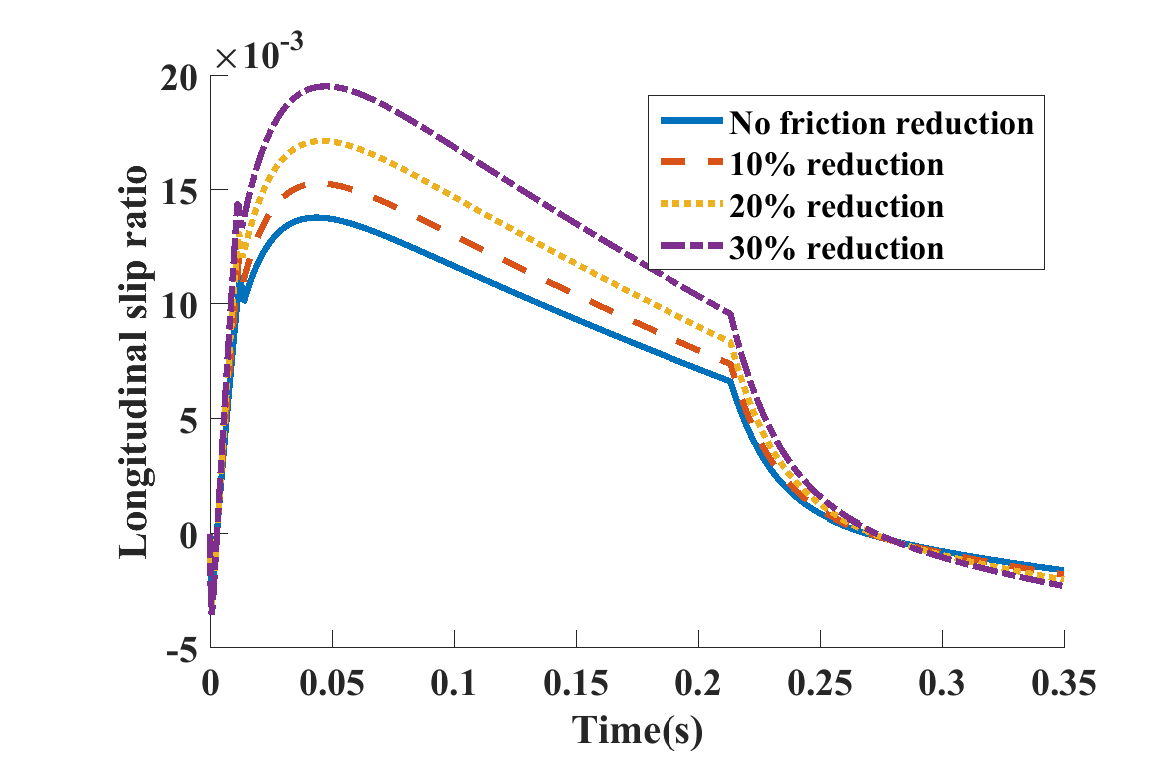 ×10-3
20
15
10
5
0
-5
Longitudinal slip ratio
No friction reduction
10% reduction
20% reduction
30% reduction
0 0.05 0.1 0.15 0.2 0.25 0.3 0.35
Time(s)